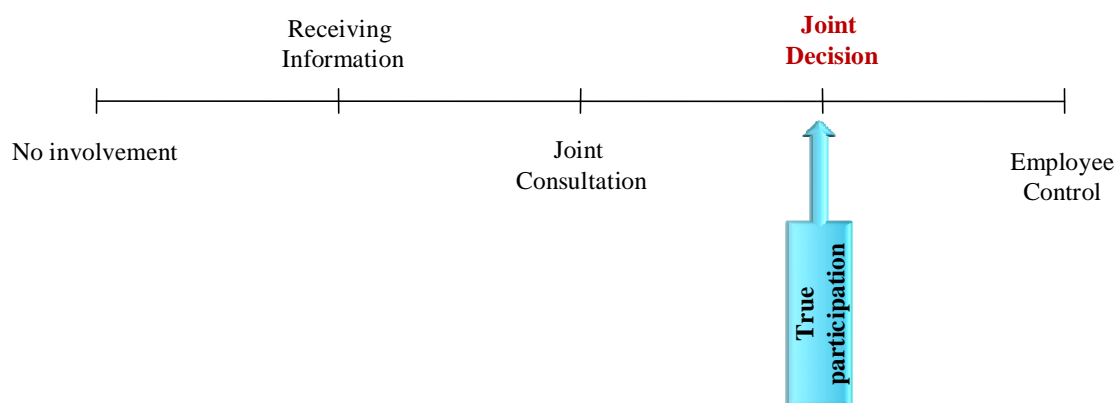 Receiving
Information
Joint
Decision
No involvement
Joint
Consultation
Employee
Control
True
participation